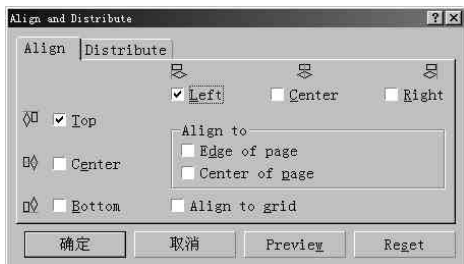 Align and Distribute
Align Distribute
Left Center Right
Top
Align to
Edge of page
Center
Center of page
Bottom Align to grid
确定 取消 Preview Reset